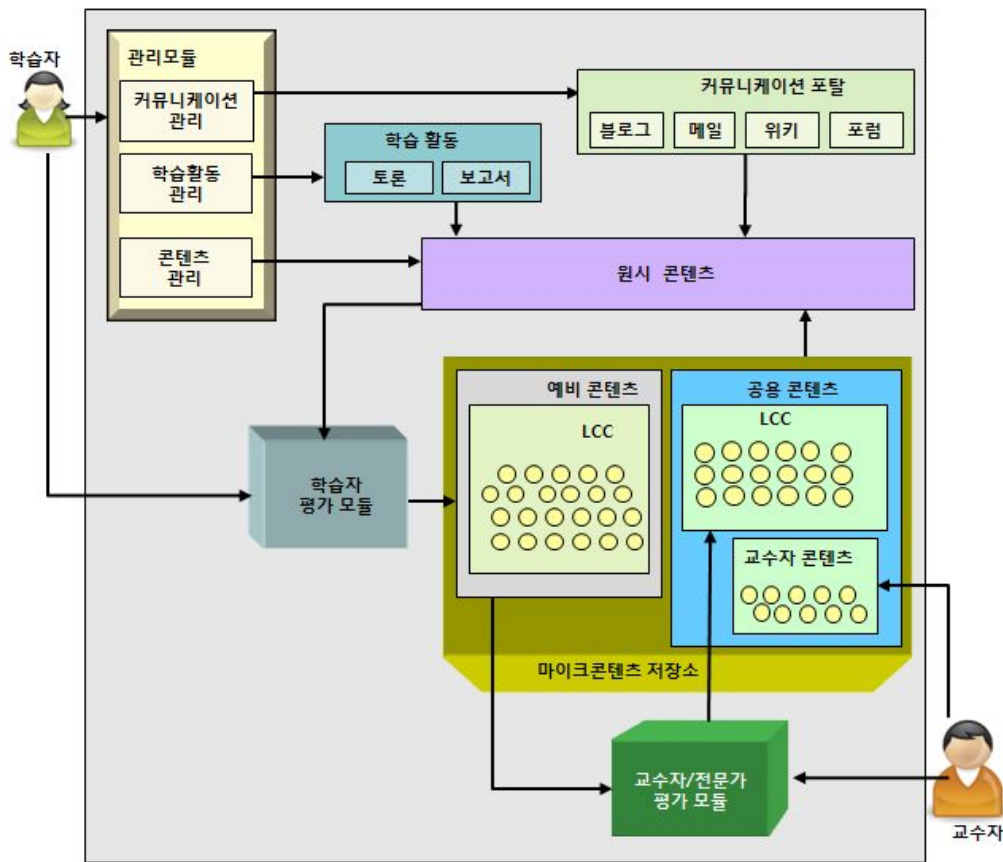 학습자
관리모듈
커뮤니케이션
관리
학습활동
관리
콘텐츠
관리
커뮤니케이션 포탈
블로그 메일 위키 포럼
학습 활동
토론 보고서
원시 콘텐츠
예비 콘텐츠
LCC
공용 콘텐츠
LCC
학습자
평가 모듈
교수자 콘텐츠
마이크콘텐츠 저장소
교수자/전문가
평가 모듈
교수자